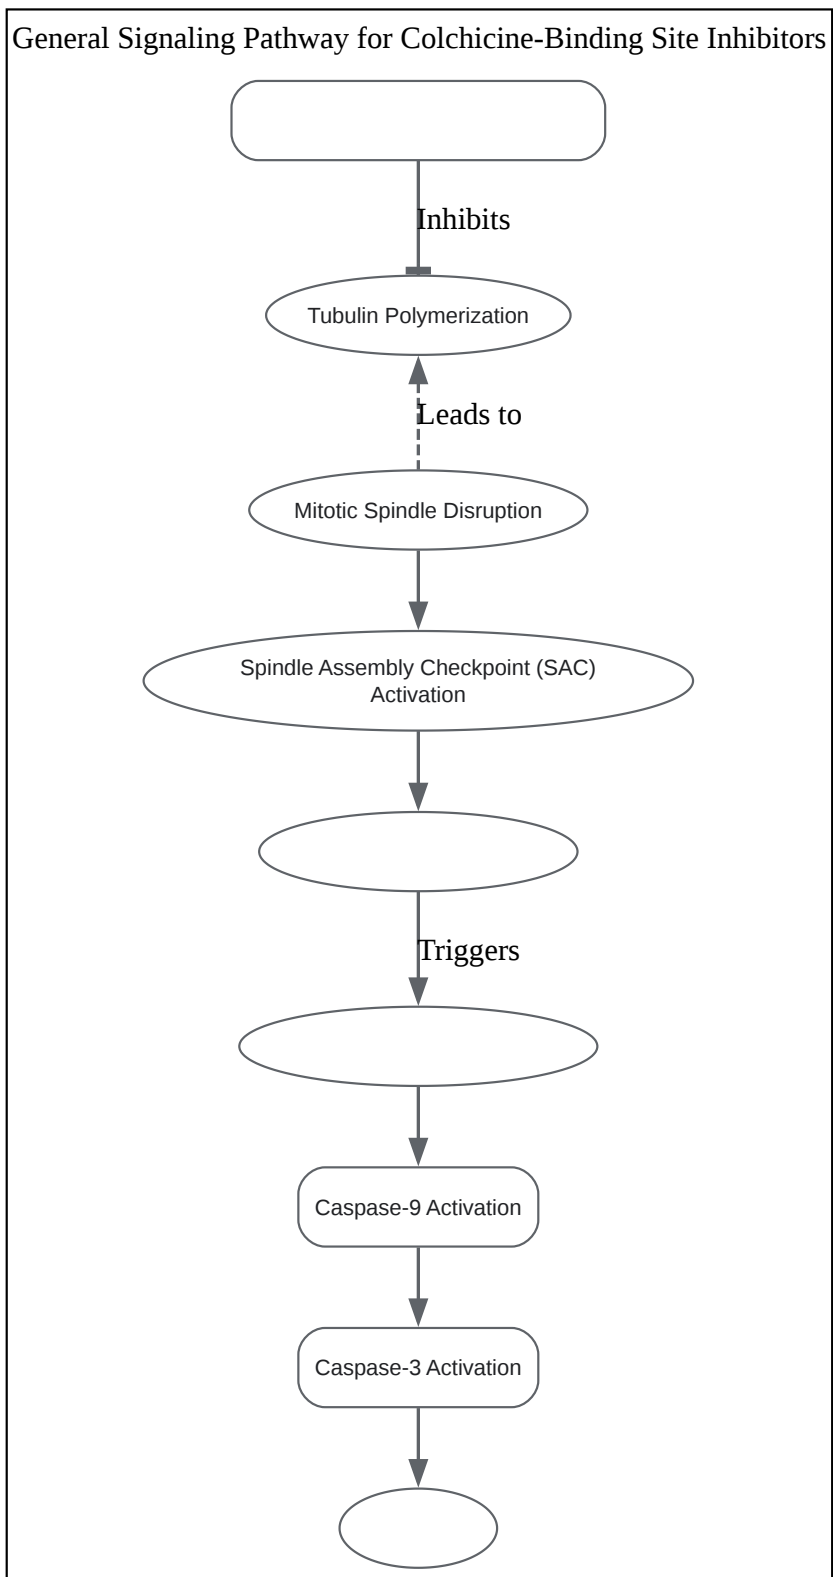 General Signaling Pathway for Colchicine-Binding Site Inhibitors
Inhibits
Tubulin Polymerization
Leads to
Mitotic Spindle Disruption
Spindle Assembly Checkpoint (SAC)
Activation
Triggers
Caspase-9 Activation
Caspase-3 Activation